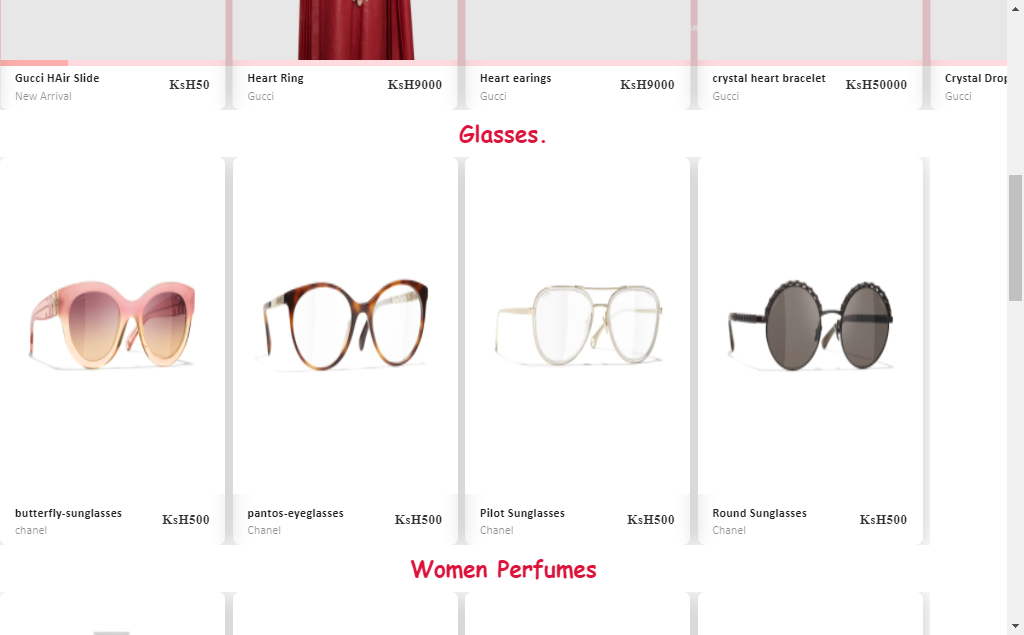 Gucci HAir Slide
New Arrival
KsH50
Heart Ring
Gucci
KsH9000
Heart earings
Gucci
KsH9000
crystal heart bracelet
Gucci
KsH50000
Crystal Drop
Gucci
Glasses.
butterfly-sunglasses
chanel
KsH500
pantos-eyeglasses
Chanel
KsH500
Pilot Sunglasses
Chanel
KsH500
Round Sunglasses
Chanel
KsH500
Women Perfumes